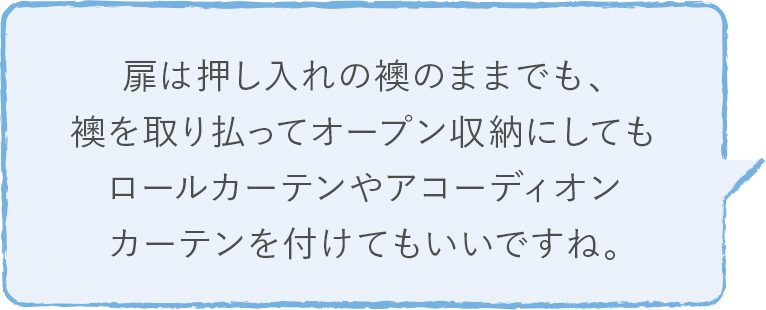 扉は押し入れの襖のままでも、
襖を取り払ってオープン収納にしても
ロールカーテンやアコーディオン
カーテンを付けてもいいですね。